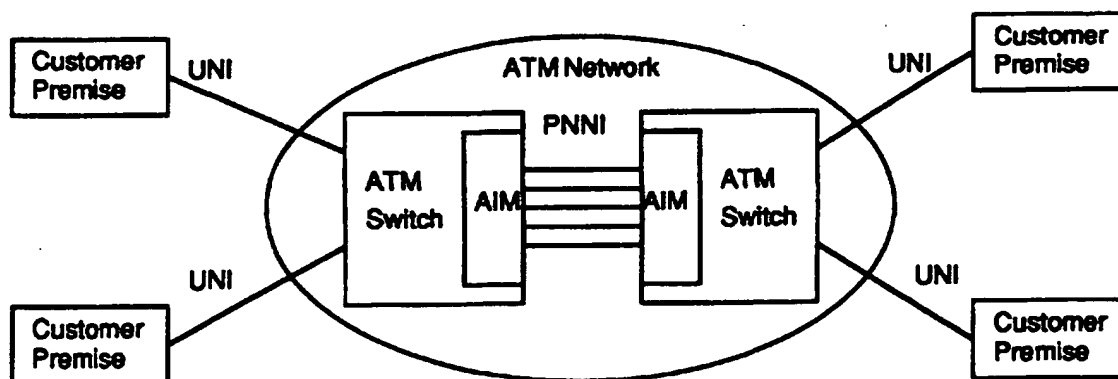 Customer
Premise
UNI
ATM Network
UNI
Customer
Premise
PNNI
ATM
Switch
AIM
AIM
ATM
Switch
UNI
Customer
Premise
UNI
Customer
Premise